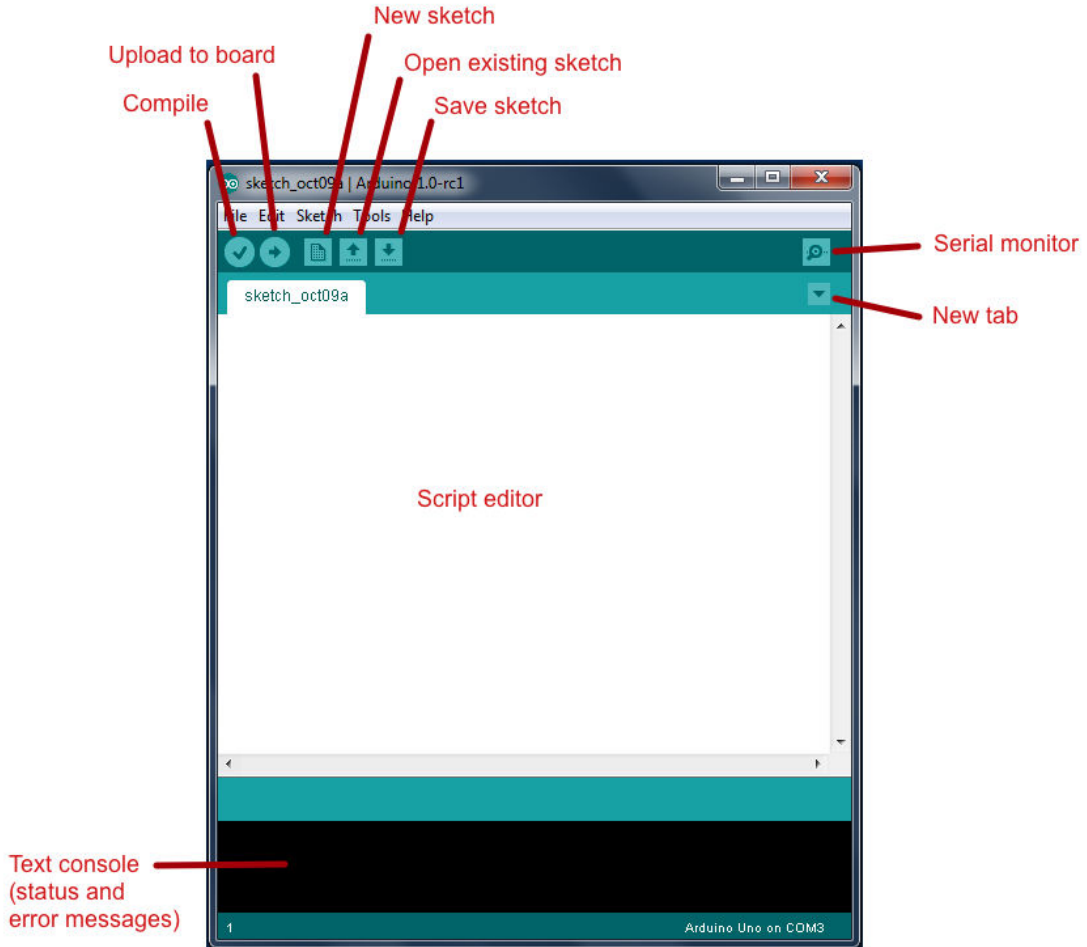 New sketch
Upload to board
Open existing sketch
Compile
Save sketch
sketch_oct09a | Arduino 1.0-rc1
File Edit Sketch Tools Help
Serial monitor
sketch_oct09a
New tab
Script editor
Text console
(status and
error messages)
1
Arduino Uno on COM3